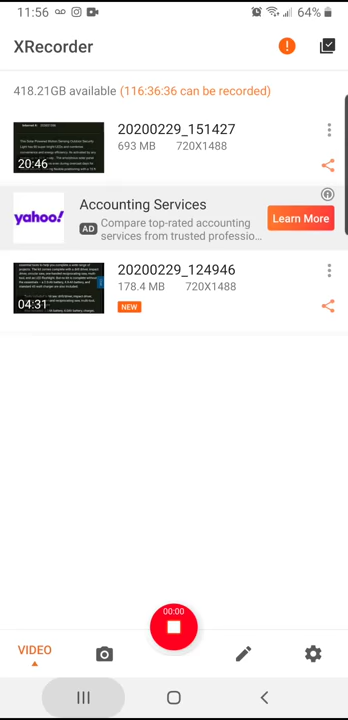 11:56
64%
XRecorder
418.21GB available (116:36:36 can be recorded)
20:46
20200229_151427
693 MB 720X1488
yahoo!
Accounting Services
AD Compare top-rated accounting
services from trusted professio...
Learn More
04:31
20200229_124946
178.4 MB 720X1488
NEW
00:00
VIDEO